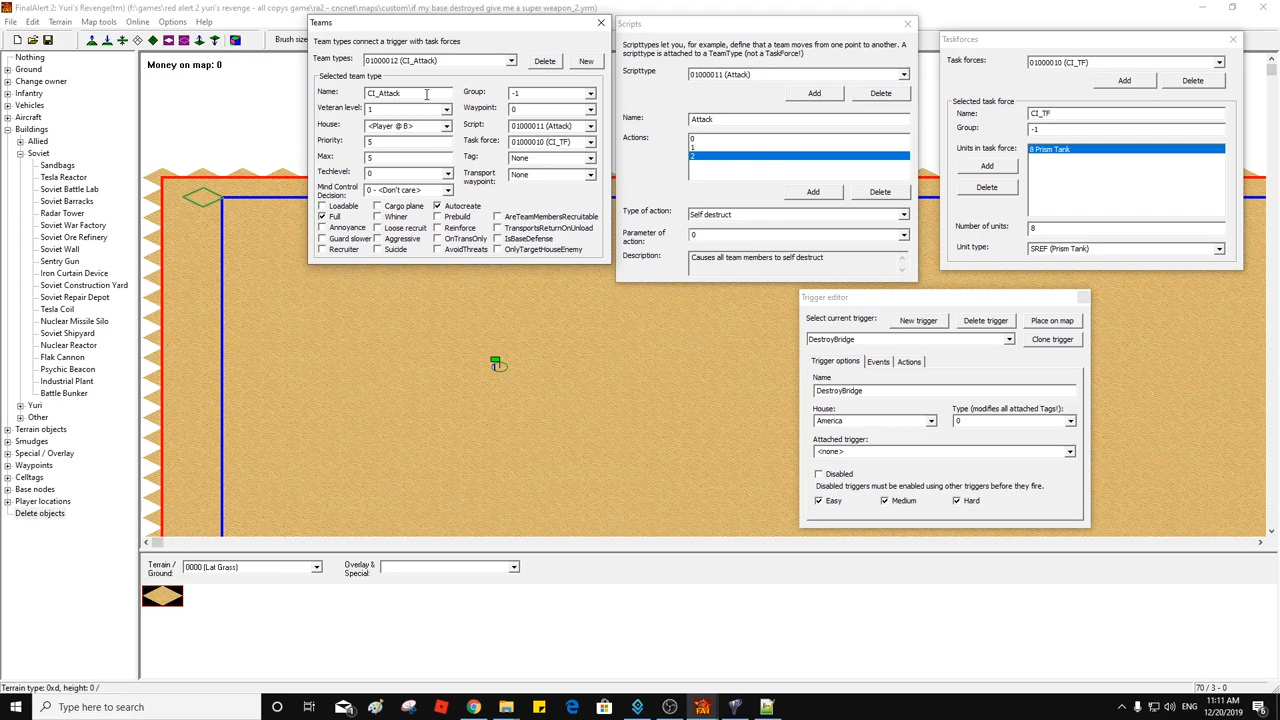 FinalAlert 2: Yuri's Revenge(tm) (f:\games\red alert 2 yuri's revenge - all copys game\ra2 - cncnet\maps\custom\if my base destroyed give me a super weapon_2.yrm)
File Edit Terrain Map tools Online Options Help
Brush size
Nothing
Ground
Change owner
Infantry
Vehicles
Aircraft
Buildings
Allied
Soviet
Sandbags
Tesla Reactor
Soviet Battle Lab
Soviet Barracks
Radar Tower
Soviet War Factory
Soviet Ore Refinery
Soviet Wall
Sentry Gun
Iron Curtain Device
Soviet Construction Yard
Soviet Repair Depot
Tesla Coil
Nuclear Missile Silo
Soviet Shipyard
Nuclear Reactor
Flak Cannon
Psychic Beacon
Industrial Plant
Battle Bunker
Yuri
Other
Terrain objects
Smudges
Special / Overlay
Waypoints
Celltags
Base nodes
Player locations
Delete objects
Money on map: 0
Teams
Team types connect a trigger with task forces
Team types: 01000012 (CI_Attack) Delete New
Selected team type
Name: CI_Attack Group: -1
Veteran level: 1 Waypoint: 0
House: <Player @ B> Script: 01000011 (Attack)
Priority: 5 Task force: 01000010 (CI_TF)
Max: 5 Tag: None
Techlevel: 0 Transport waypoint: None
Mind Control Decision: 0 - <Don't care>
Loadable Cargo plane Autocreate
Full Whiner Prebuild AreTeamMembersRecruitable
Annoyance Loose recruit Reinforce TransportsReturnOnUnload
Guard slower Aggressive OnTransOnly IsBaseDefense
Recruiter Suicide AvoidThreats OnlyTargetHouseEnemy
Scripts
Scripttypes let you, for example, define that a team moves from one point to another. A
scripttype is attached to a TeamType (not a TaskForce!)
Scripttype: 01000011 (Attack)
Add Delete
Name: Attack
Actions: 0
1
2
Add Delete
Type of action: Self destruct
Parameter of action: 0
Description: Causes all team members to self destruct
Taskforces
Task forces: 01000010 (CI_TF)
Add Delete
Selected task force
Name: CI_TF
Group: -1
Units in task force: 8 Prism Tank
Add
Delete
Number of units: 8
Unit type: SREF (Prism Tank)
Trigger editor
Select current trigger: New trigger Delete trigger Place on map
DestroyBridge Clone trigger
Trigger options Events Actions
Name
DestroyBridge
House: Type (modifies all attached Tags!):
America 0
Attached trigger:
<none>
Disabled
Disabled triggers must be enabled using other triggers before they fire.
Easy Medium Hard
1
Terrain / Ground: 0000 (Lat Grass) Overlay & Special:
Terrain type: 0xd, height: 0 / 70 / 3 - 0
Type here to search
11:11 AM
12/20/2019